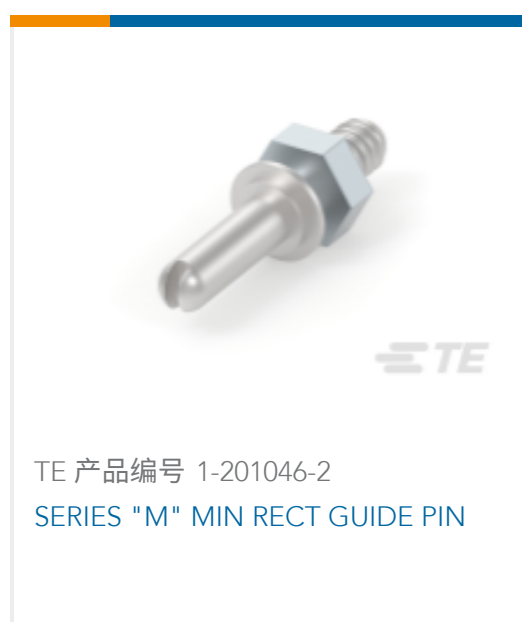 TE
TE 产品编号 1-201046-2
SERIES "M" MIN RECT GUIDE PIN